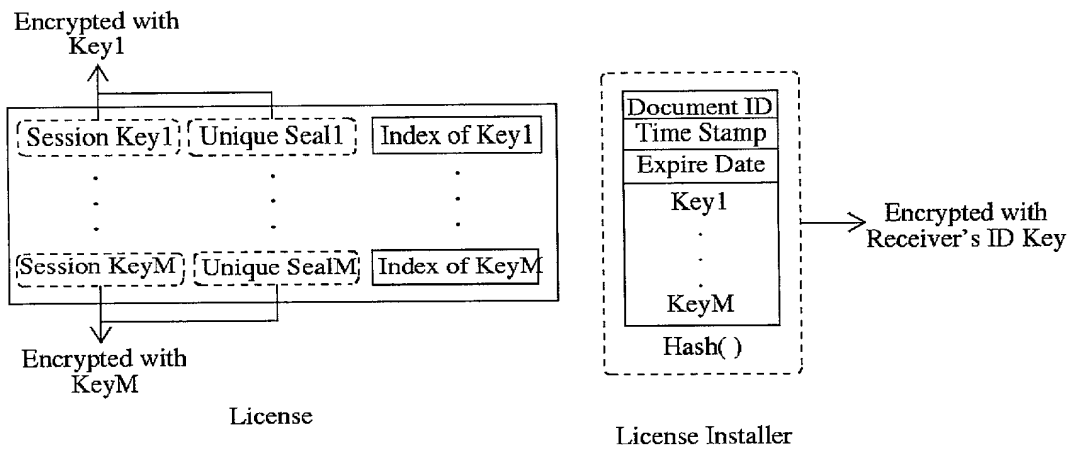 Encrypted with
Key1
Session Key1 Unique Seal1 Index of Key1
Session KeyM Unique SealM Index of KeyM
Encrypted with
KeyM
License
Document ID
Time Stamp
Expire Date
Key1
KeyM
Hash( )
Encrypted with
Receiver's ID Key
License Installer